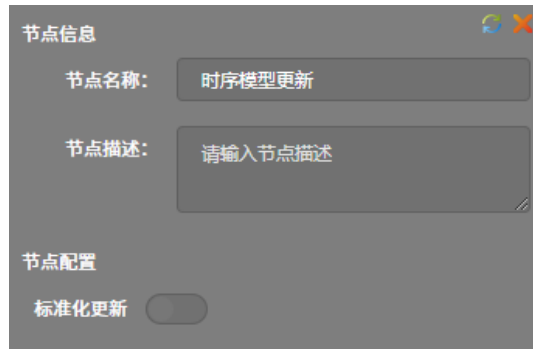 节点信息
节点名称：
时序模型更新
节点描述：
请输入节点描述
节点配置
标准化更新